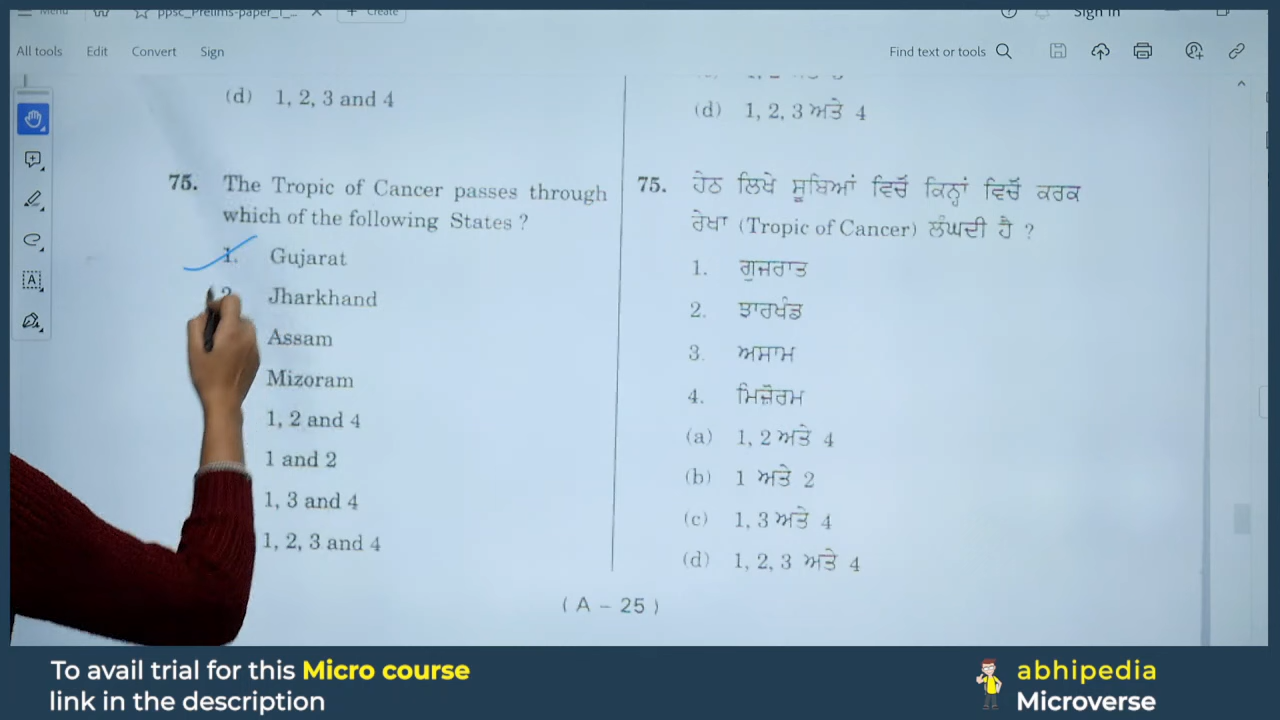 Menu
ppsc_Prelims-paper_1_...
Create
Sign in
All tools Edit Convert Sign
Find text or tools
(d) 1, 2, 3 and 4
(d) 1, 2, 3 ਅਤੇ 4
75. The Tropic of Cancer passes through
which of the following States ?
1. Gujarat
2. Jharkhand
Assam
Mizoram
1, 2 and 4
1 and 2
1, 3 and 4
1, 2, 3 and 4
75. ਹੇਠ ਲਿਖੇ ਸੂਬਿਆਂ ਵਿਚੋਂ ਕਿਨ੍ਹਾਂ ਵਿਚੋਂ ਕਰਕ
ਰੇਖਾ (Tropic of Cancer) ਲੰਘਦੀ ਹੈ ?
1. ਗੁਜਰਾਤ
2. ਝਾਰਖੰਡ
3. ਅਸਾਮ
4. ਮਿਜ਼ੋਰਮ
(a) 1, 2 ਅਤੇ 4
(b) 1 ਅਤੇ 2
(c) 1, 3 ਅਤੇ 4
(d) 1, 2, 3 ਅਤੇ 4
( A – 25 )
To avail trial for this Micro course
link in the description
abhipedia
Microverse